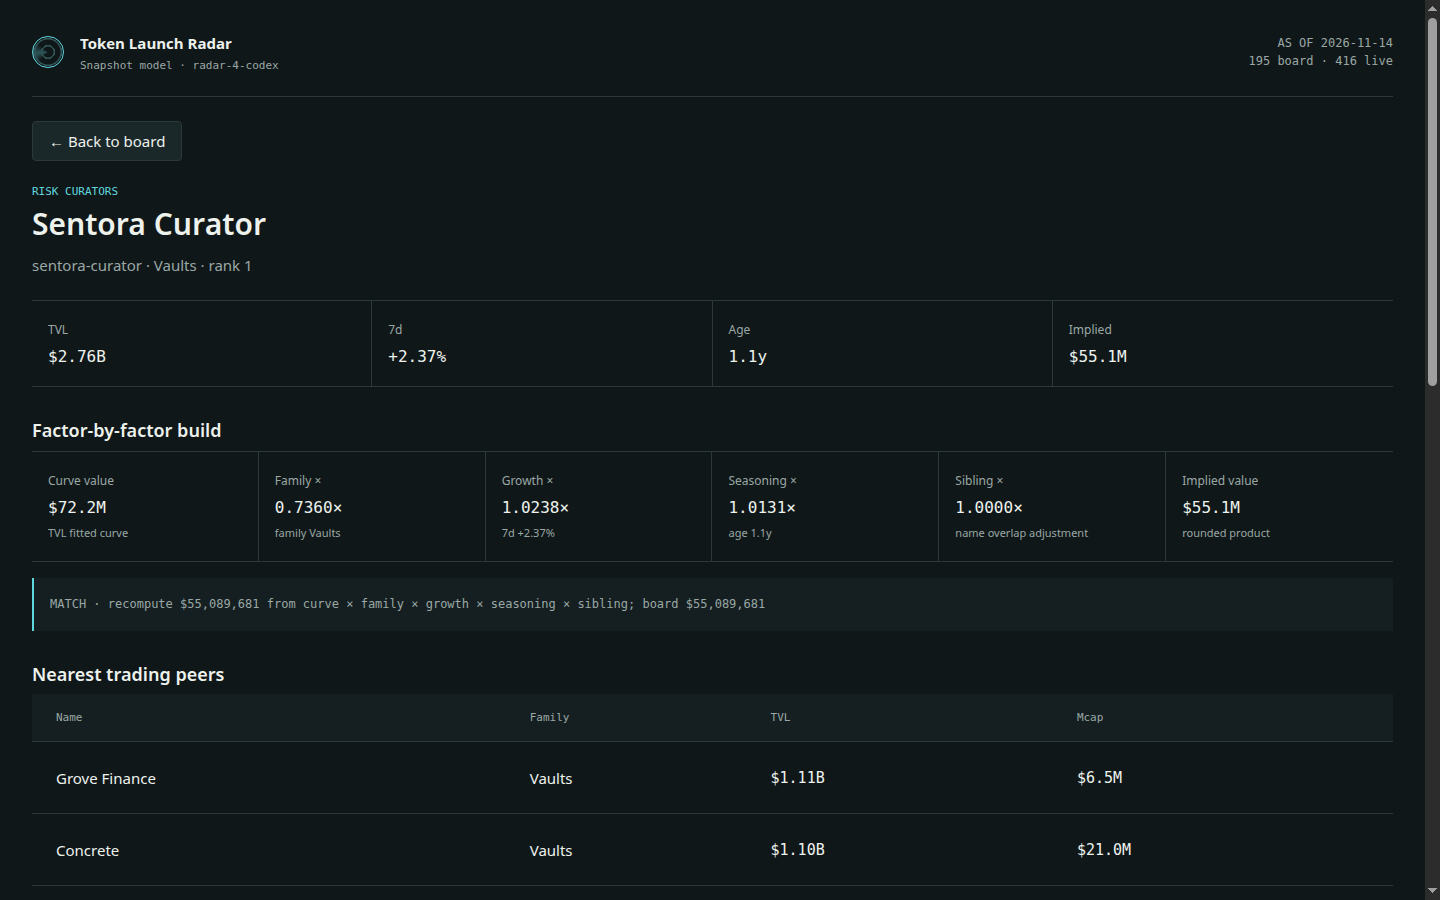 Token Launch Radar
Snapshot model · radar-4-codex
AS OF 2026-11-14
195 board · 416 live
← Back to board
RISK CURATORS
Sentora Curator
sentora-curator · Vaults · rank 1
TVL
$2.76B
7d
+2.37%
Age
1.1y
Implied
$55.1M
Factor-by-factor build
Curve value
$72.2M
TVL fitted curve
Family ×
0.7360×
family Vaults
Growth ×
1.0238×
7d +2.37%
Seasoning ×
1.0131×
age 1.1y
Sibling ×
1.0000×
name overlap adjustment
Implied value
$55.1M
rounded product
MATCH · recompute $55,089,681 from curve × family × growth × seasoning × sibling; board $55,089,681
Nearest trading peers
Name Family TVL Mcap
Grove Finance Vaults $1.11B $6.5M
Concrete Vaults $1.10B $21.0M